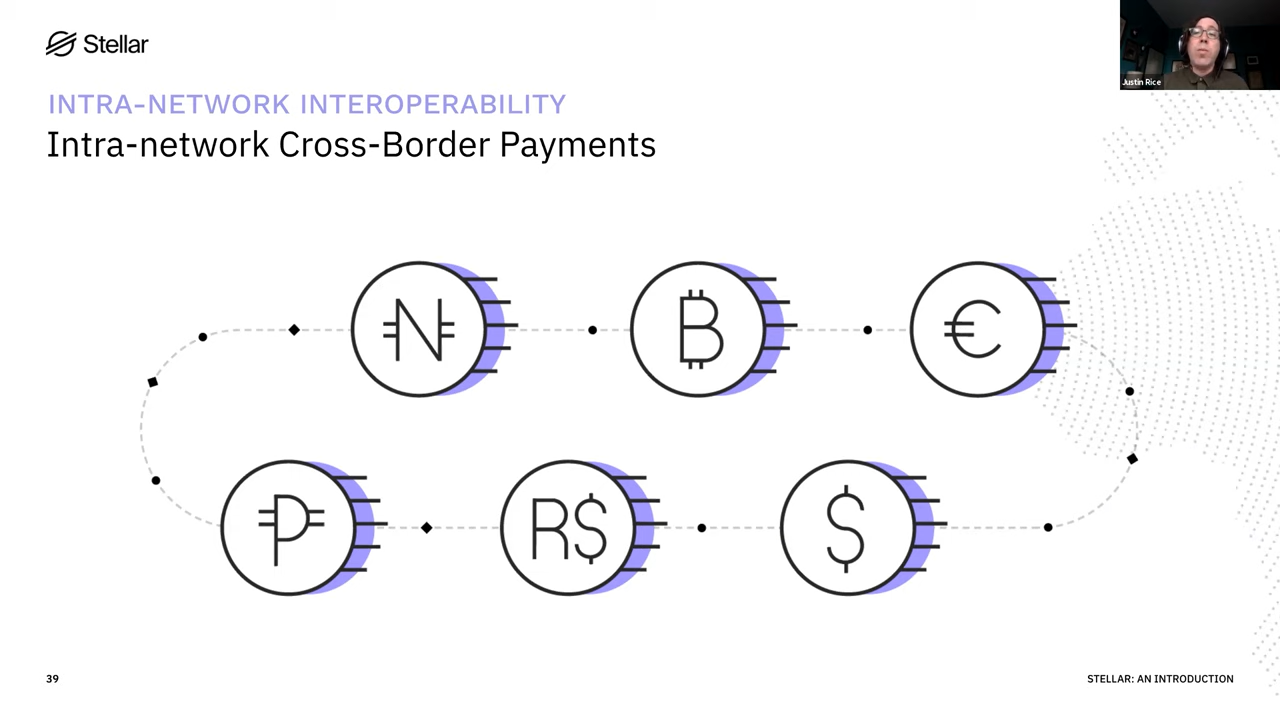 Stellar
Justin Rice
INTRA-NETWORK INTEROPERABILITY
Intra-network Cross-Border Payments
₦
₿
€
₱
R$
$
39
STELLAR: AN INTRODUCTION